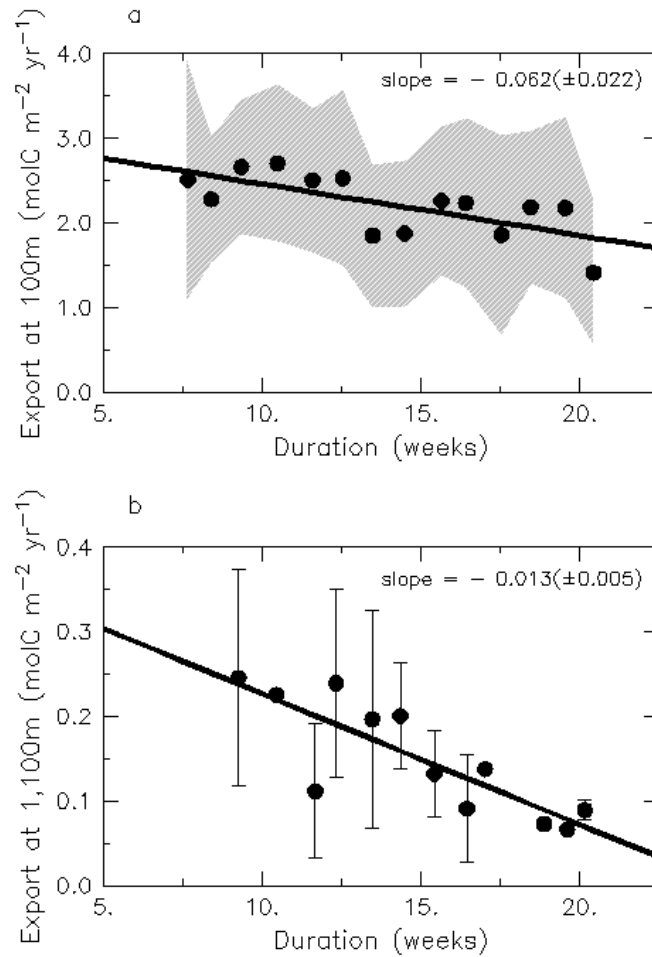 a
Export at 100m (molC m⁻² yr⁻¹)
4.0
3.0
2.0
1.0
0.0
slope = − 0.062(±0.022)
5. 10. 15. 20.
Duration (weeks)
b
Export at 1,100m (molC m⁻² yr⁻¹)
0.4
0.3
0.2
0.1
0.0
slope = − 0.013(±0.005)
5. 10. 15. 20.
Duration (weeks)